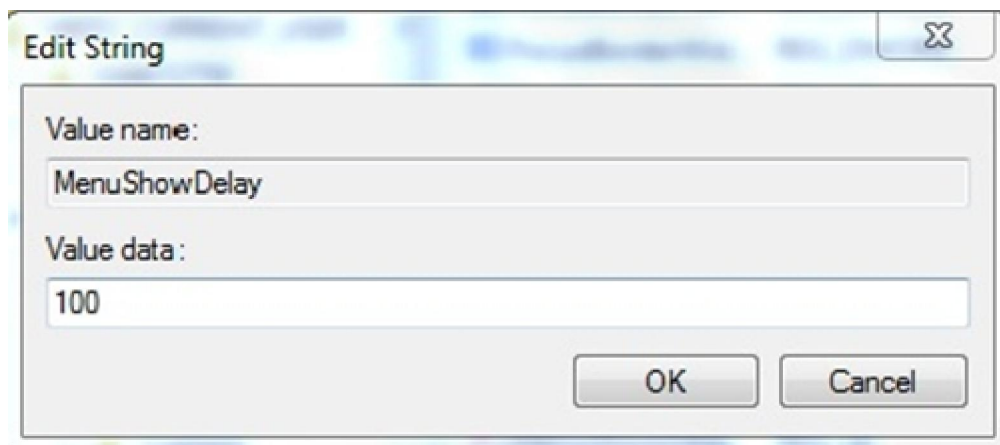 Edit String
Value name:
MenuShowDelay
Value data:
100
OK
Cancel